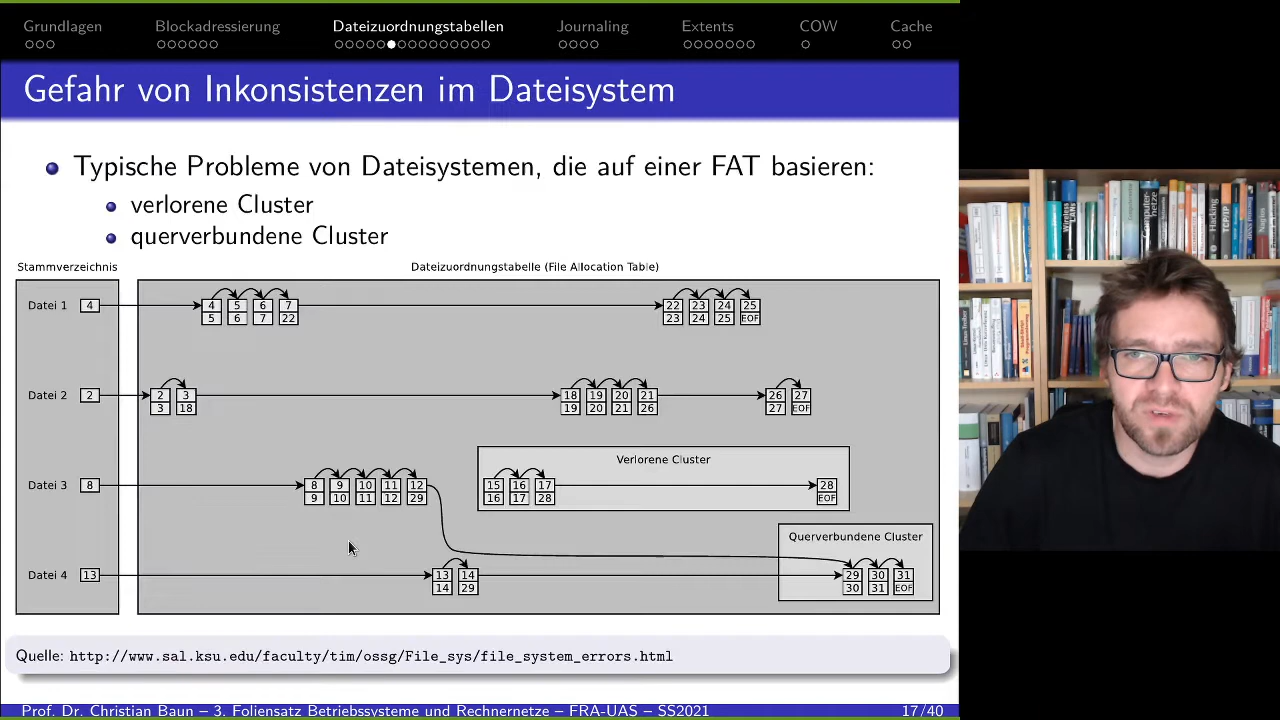 Grundlagen Blockadressierung Dateizuordnungstabellen Journaling Extents COW Cache
Gefahr von Inkonsistenzen im Dateisystem
Typische Probleme von Dateisystemen, die auf einer FAT basieren:
verlorene Cluster
querverbundene Cluster
Stammverzeichnis Dateizuordnungstabelle (File Allocation Table)
Datei 1 4 4 5 6 7 22 23 24 25
5 6 7 22 23 24 25 EOF
Datei 2 2 2 3 18 19 20 21 26 27
3 18 19 20 21 26 27 EOF
Verlorene Cluster
Datei 3 8 8 9 10 11 12 15 16 17 28
9 10 11 12 29 16 17 28 EOF
Querverbundene Cluster
Datei 4 13 13 14 29 30 31
14 29 30 31 EOF
Quelle: http://www.sal.ksu.edu/faculty/tim/ossg/File_sys/file_system_errors.html
Prof. Dr. Christian Baun – 3. Foliensatz Betriebssysteme und Rechnernetze – FRA-UAS – SS2021 17/40
Computer-
netze
Hacking
TCP/IP